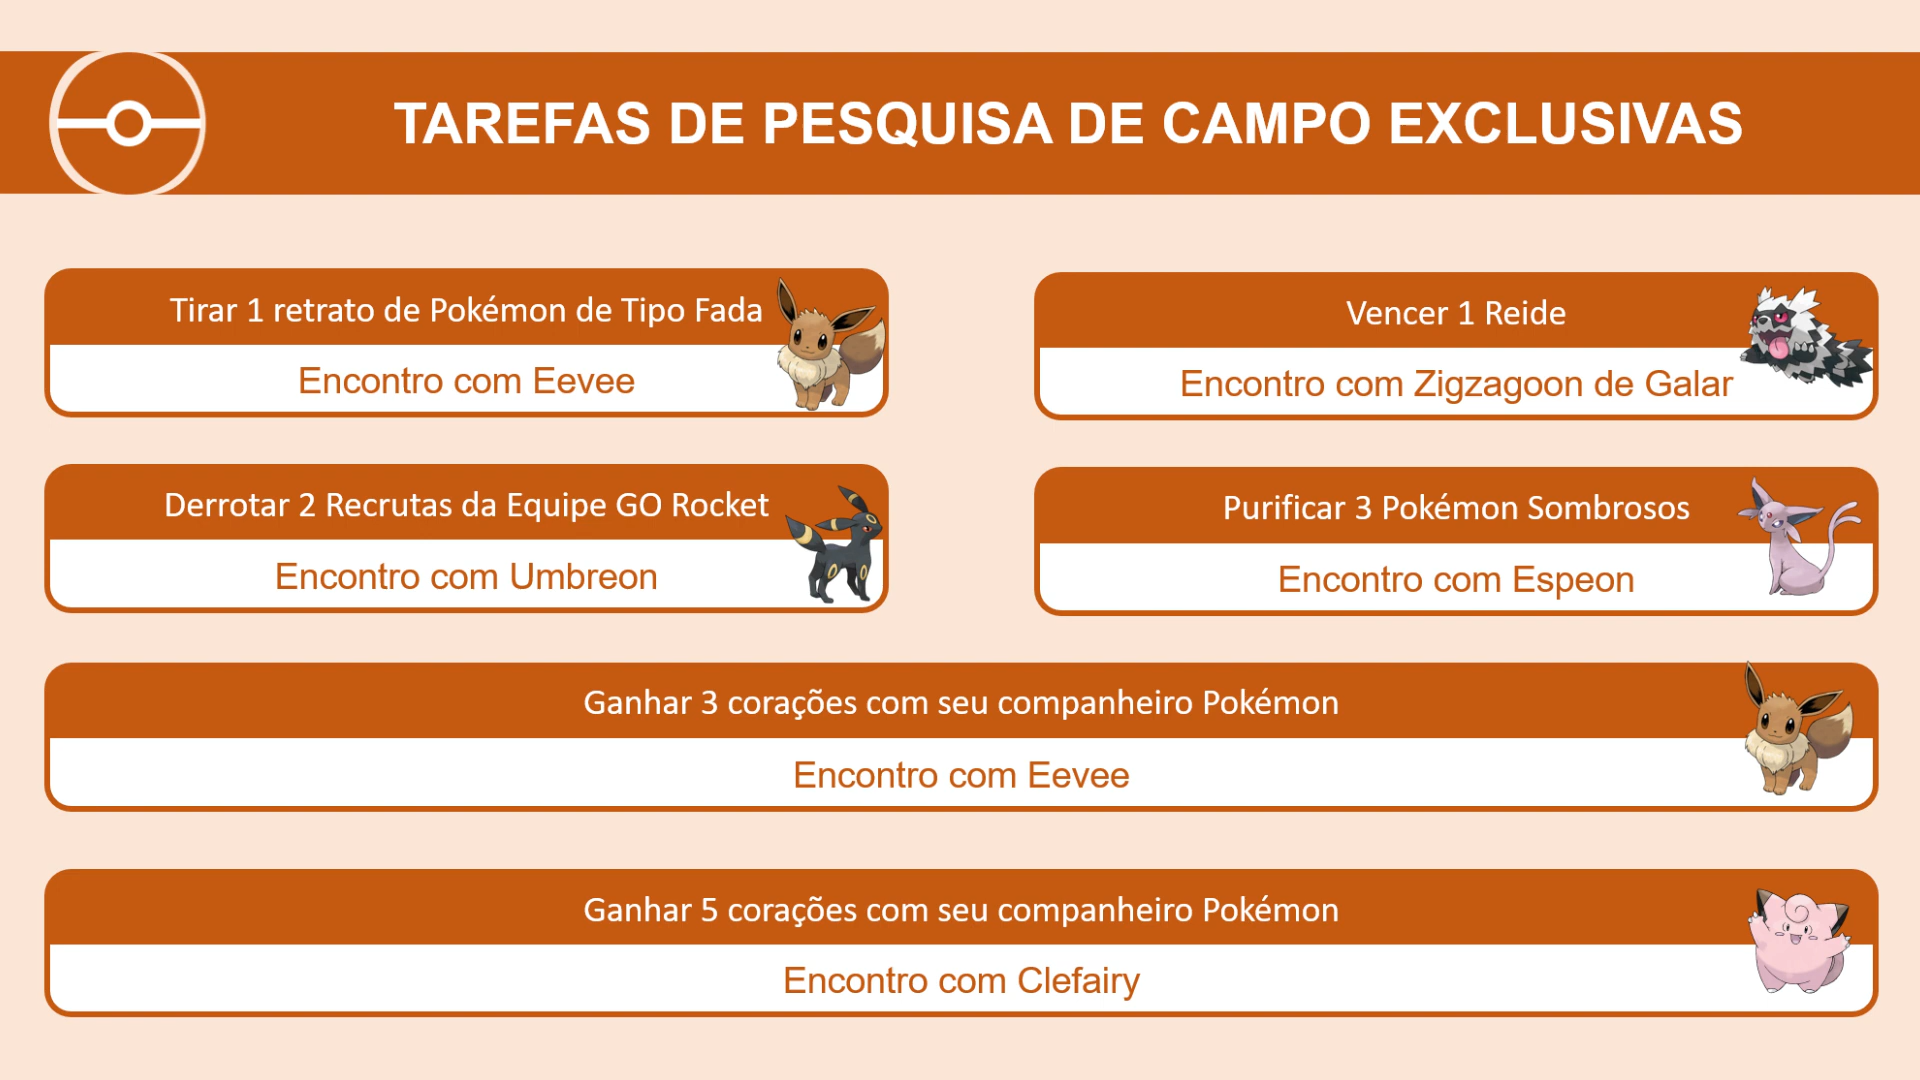 TAREFAS DE PESQUISA DE CAMPO EXCLUSIVAS
Tirar 1 retrato de Pokémon de Tipo Fada
Encontro com Eevee
Vencer 1 Reide
Encontro com Zigzagoon de Galar
Derrotar 2 Recrutas da Equipe GO Rocket
Encontro com Umbreon
Purificar 3 Pokémon Sombrosos
Encontro com Espeon
Ganhar 3 corações com seu companheiro Pokémon
Encontro com Eevee
Ganhar 5 corações com seu companheiro Pokémon
Encontro com Clefairy